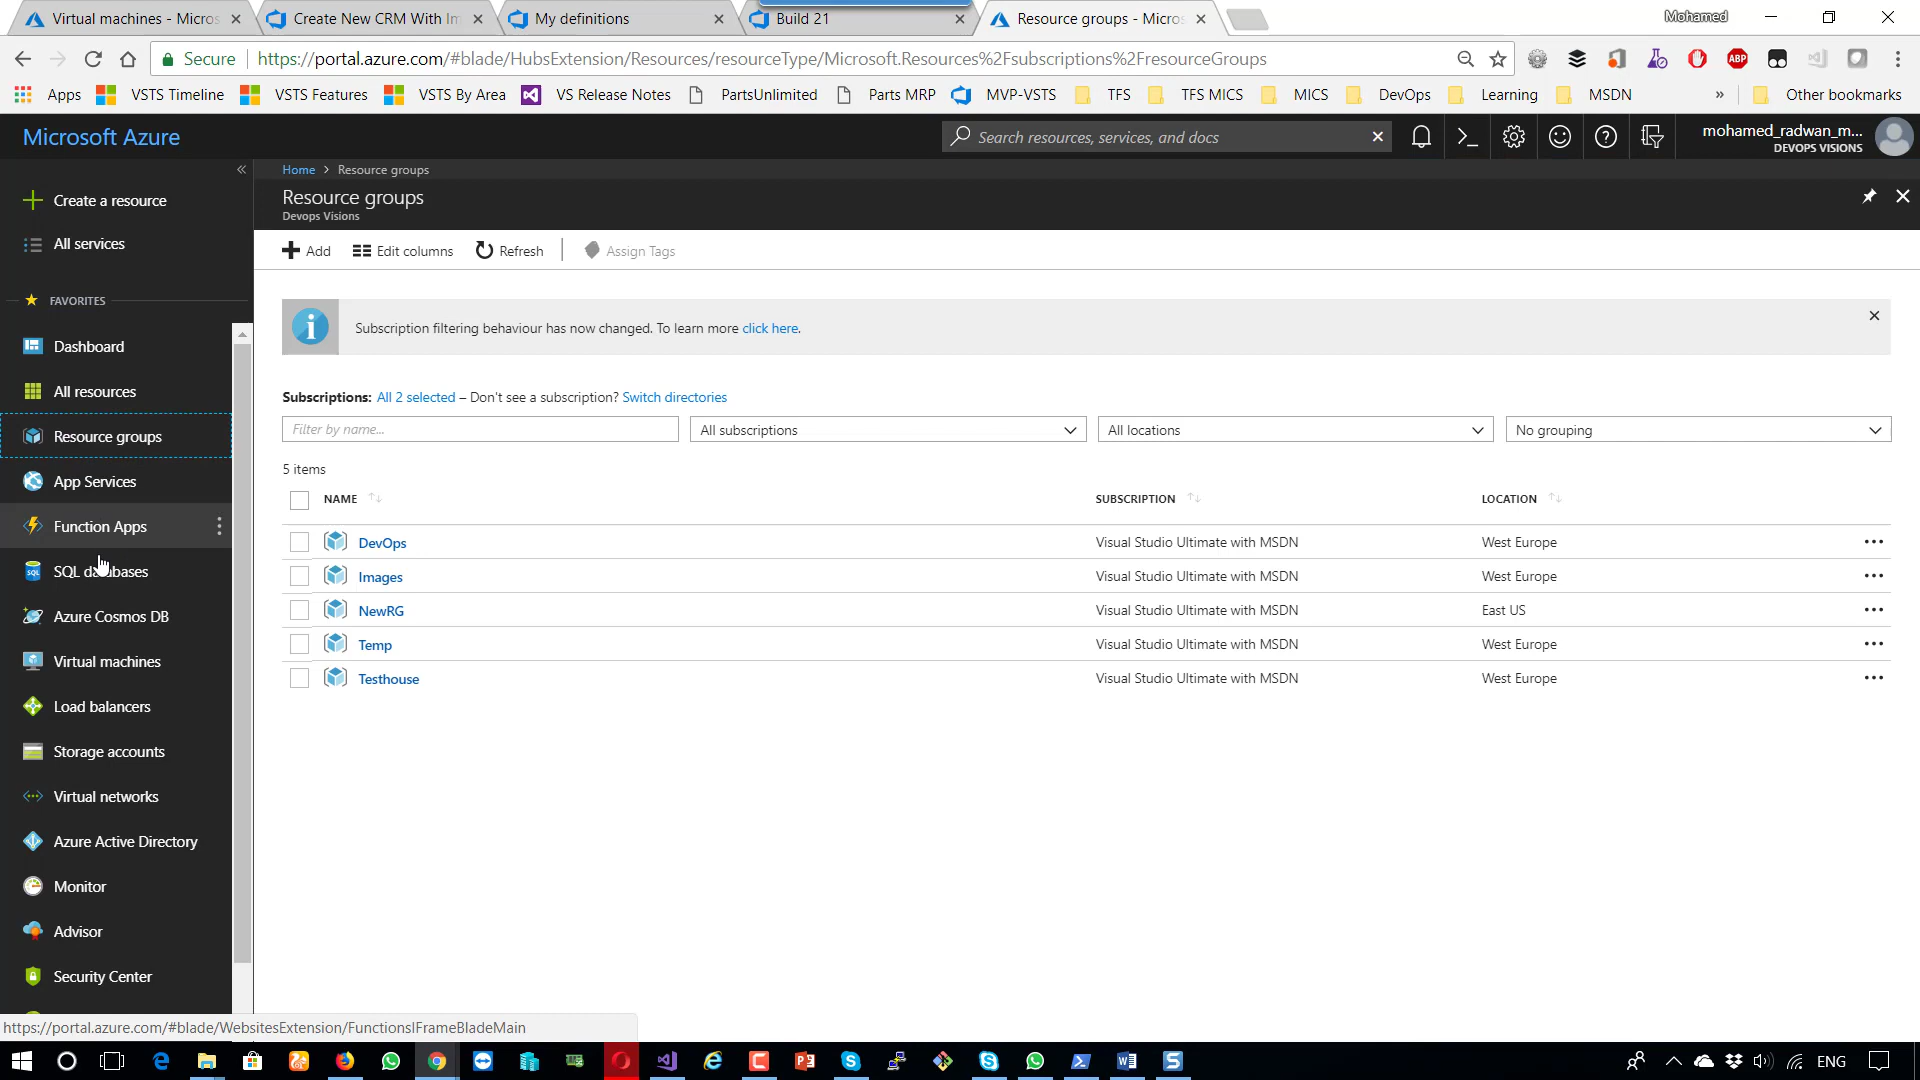 Virtual machines - Micros
Create New CRM With Im
My definitions
Build 21
Resource groups - Micros
Mohamed
Secure
https://portal.azure.com/#blade/HubsExtension/Resources/resourceType/Microsoft.Resources%2Fsubscriptions%2FresourceGroups
ABP
Apps
VSTS Timeline
VSTS Features
VSTS By Area
VS Release Notes
PartsUnlimited
Parts MRP
MVP-VSTS
TFS
TFS MICS
MICS
DevOps
Learning
MSDN
»
Other bookmarks
Microsoft Azure
Search resources, services, and docs
mohamed_radwan_m...
DEVOPS VISIONS
Create a resource
All services
FAVORITES
Dashboard
All resources
Resource groups
App Services
Function Apps
SQL databases
Azure Cosmos DB
Virtual machines
Load balancers
Storage accounts
Virtual networks
Azure Active Directory
Monitor
Advisor
Security Center
Home > Resource groups
Resource groups
Devops Visions
Add
Edit columns
Refresh
Assign Tags
Subscription filtering behaviour has now changed. To learn more click here.
Subscriptions: All 2 selected – Don't see a subscription? Switch directories
Filter by name...
All subscriptions
All locations
No grouping
5 items
NAME
SUBSCRIPTION
LOCATION
DevOps Visual Studio Ultimate with MSDN West Europe
Images Visual Studio Ultimate with MSDN West Europe
NewRG Visual Studio Ultimate with MSDN East US
Temp Visual Studio Ultimate with MSDN West Europe
Testhouse Visual Studio Ultimate with MSDN West Europe
https://portal.azure.com/#blade/WebsitesExtension/FunctionsIFrameBladeMain
ENG